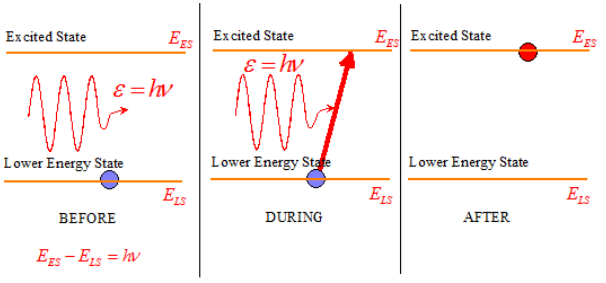 Excited State E_ES
ε = hν
Lower Energy State
E_LS
BEFORE
E_ES − E_LS = hν
Excited State E_ES
ε = hν
Lower Energy State
E_LS
DURING
Excited State E_ES
Lower Energy State
E_LS
AFTER